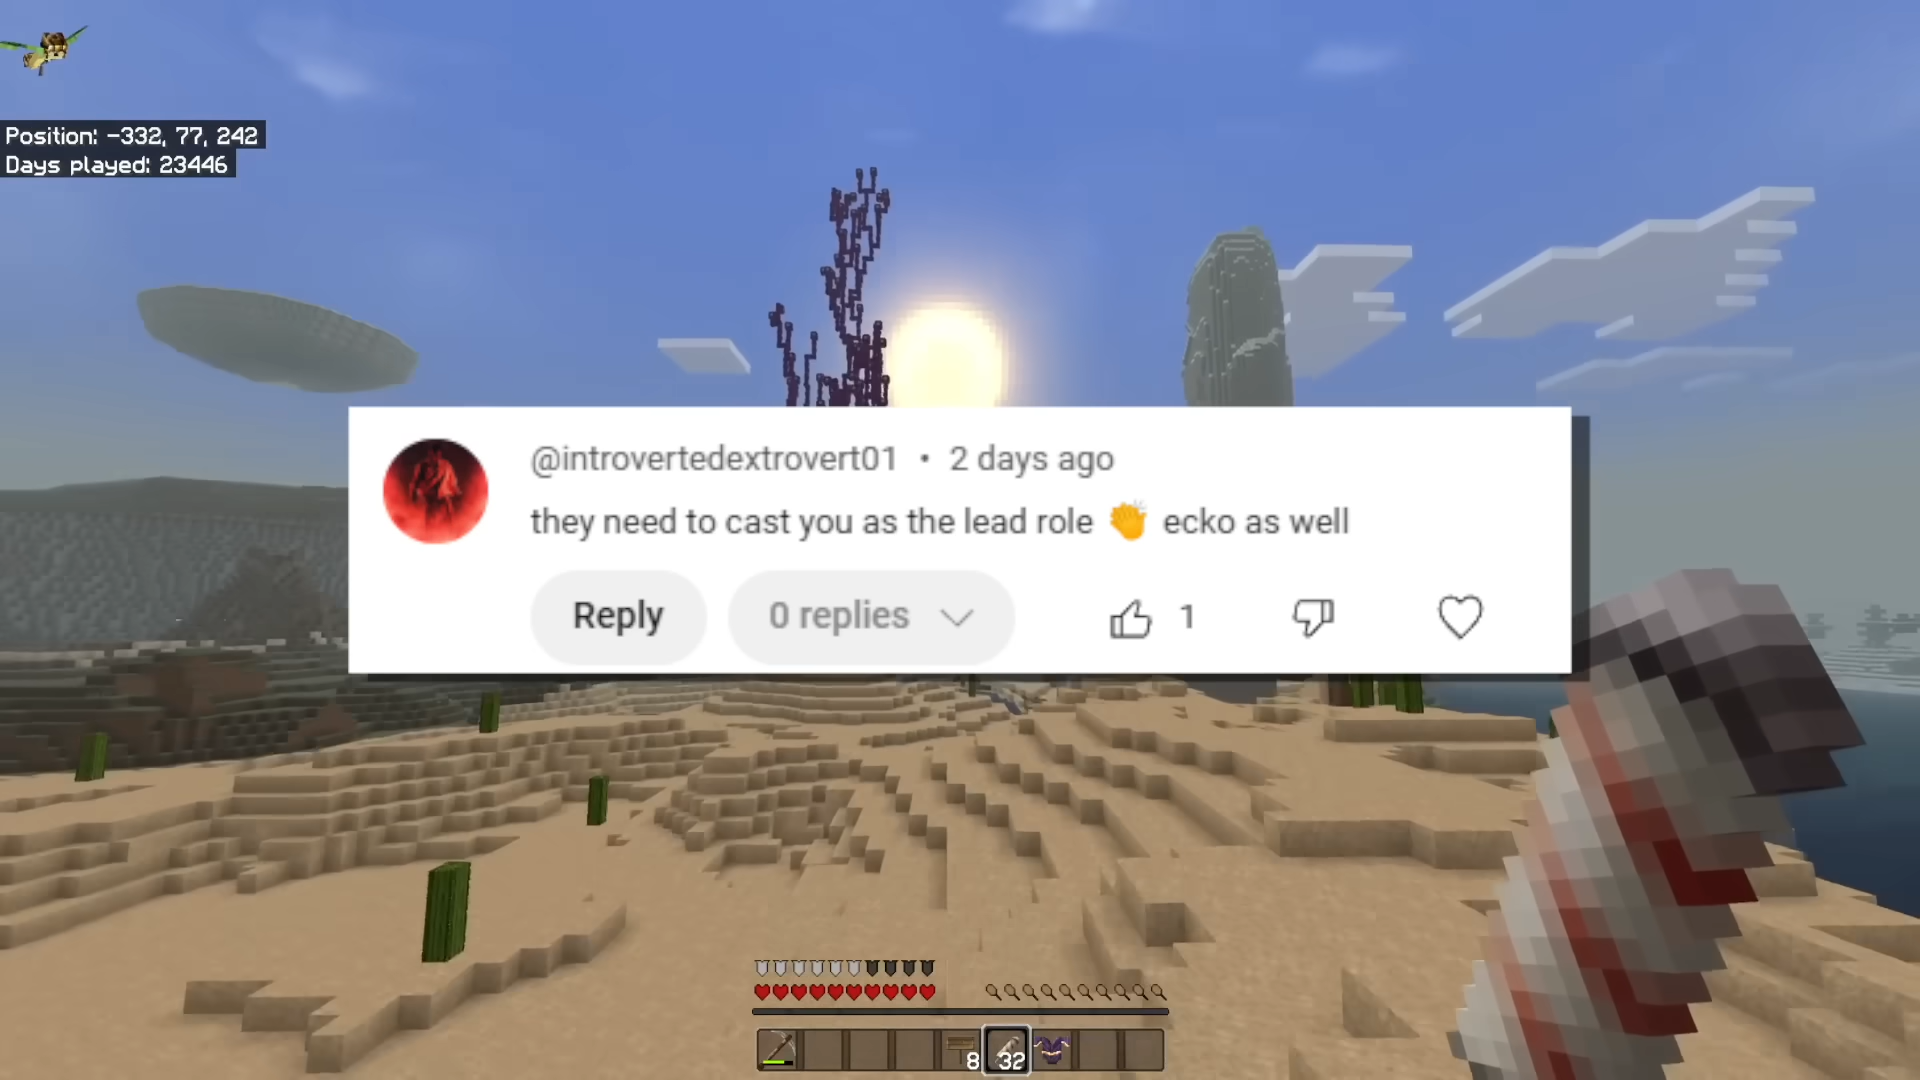 Position: -332, 77, 242
Days played: 23446
@introvertedextrovert01 • 2 days ago
they need to cast you as the lead role 👏 ecko as well
Reply
0 replies
1
8
32